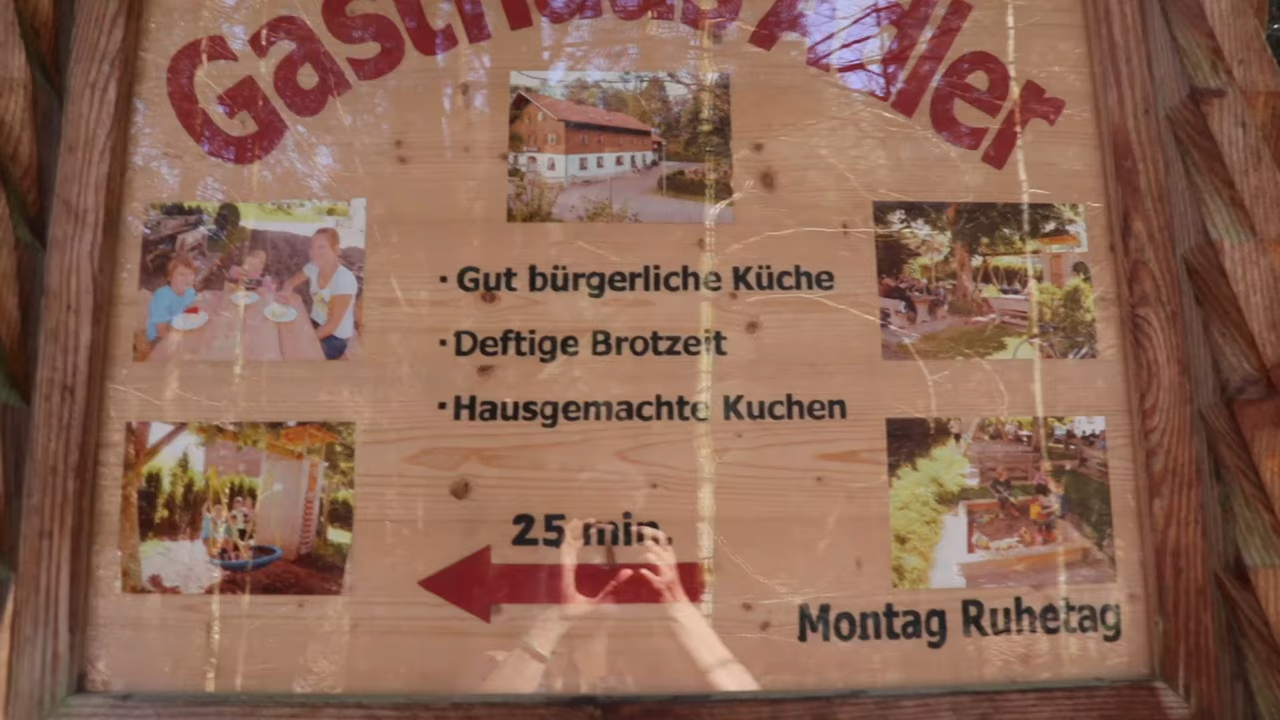 Gasthaus Adler
· Gut bürgerliche Küche
· Deftige Brotzeit
· Hausgemachte Kuchen
25 min.
Montag Ruhetag